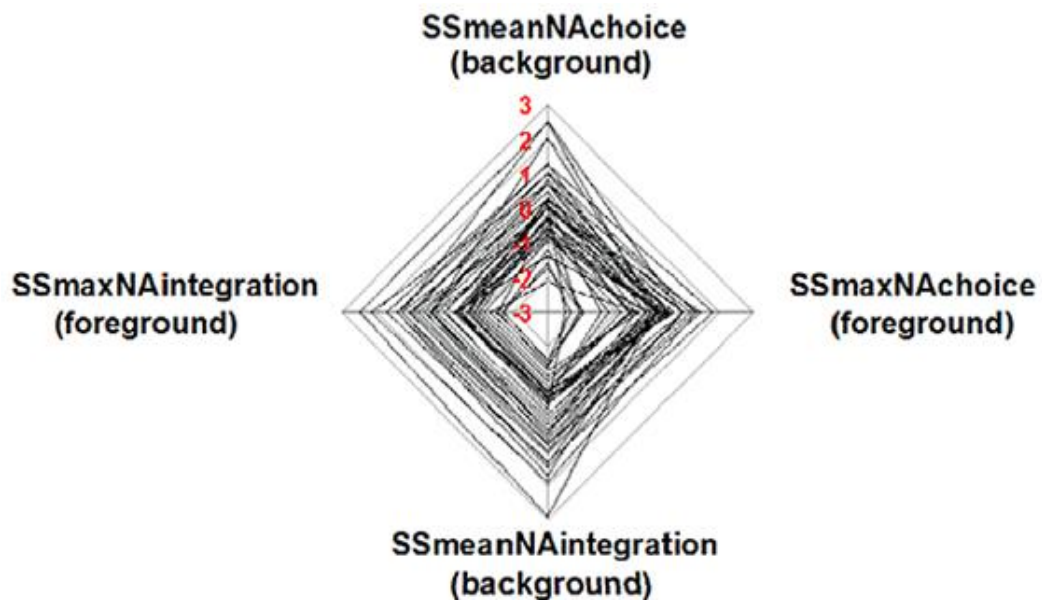 SSmeanNAchoice
(background)
3
2
1
0
-1
-2
-3
SSmaxNAintegration
(foreground)
SSmaxNAchoice
(foreground)
SSmeanNAintegration
(background)